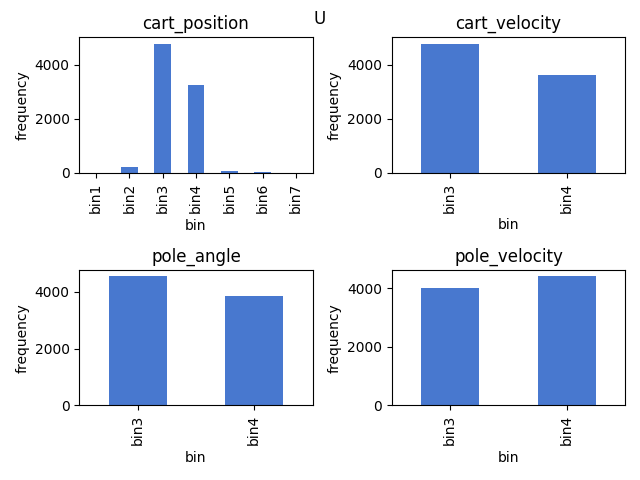 U
cart_position
frequency
4000
2000
0
bin1 bin2 bin3 bin4 bin5 bin6 bin7
bin
cart_velocity
frequency
4000
2000
0
bin3 bin4
bin
pole_angle
frequency
4000
2000
0
bin3 bin4
bin
pole_velocity
frequency
4000
2000
0
bin3 bin4
bin